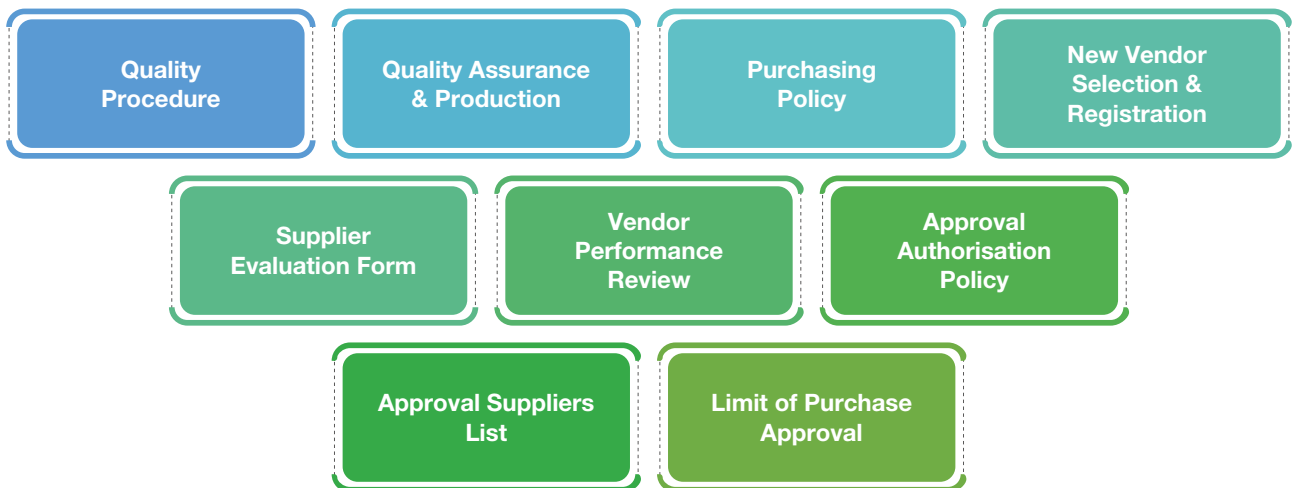 Quality
Procedure
Quality Assurance
& Production
Purchasing
Policy
New Vendor
Selection &
Registration
Supplier
Evaluation Form
Vendor
Performance
Review
Approval
Authorisation
Policy
Approval Suppliers
List
Limit of Purchase
Approval